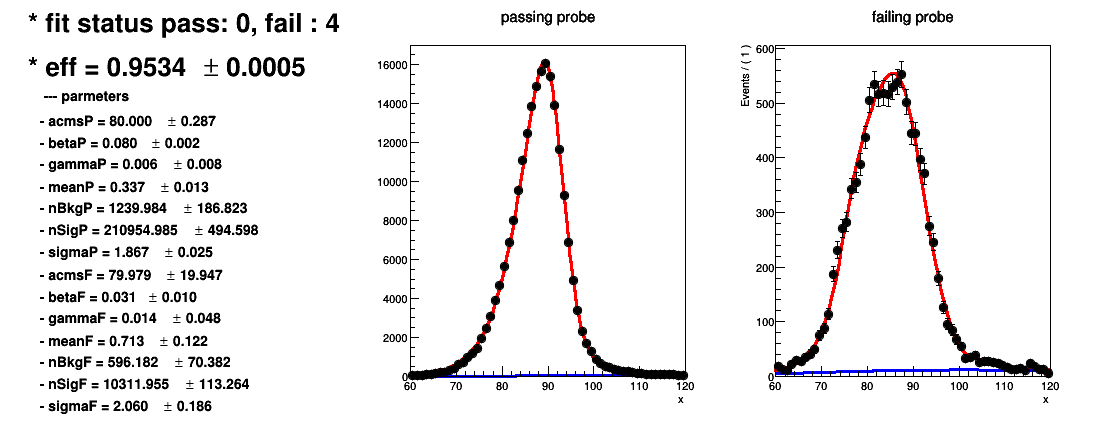 * fit status pass: 0, fail : 4
* eff = 0.9534 ± 0.0005
--- parmeters
- acmsP = 80.000 ± 0.287
- betaP = 0.080 ± 0.002
- gammaP = 0.006 ± 0.008
- meanP = 0.337 ± 0.013
- nBkgP = 1239.984 ± 186.823
- nSigP = 210954.985 ± 494.598
- sigmaP = 1.867 ± 0.025
- acmsF = 79.979 ± 19.947
- betaF = 0.031 ± 0.010
- gammaF = 0.014 ± 0.048
- meanF = 0.713 ± 0.122
- nBkgF = 596.182 ± 70.382
- nSigF = 10311.955 ± 113.264
- sigmaF = 2.060 ± 0.186
passing probe
16000
14000
12000
10000
8000
6000
4000
2000
0
60 70 80 90 100 110 120
x
failing probe
Events / ( 1 )
600
500
400
300
200
100
0
60 70 80 90 100 110 120
x